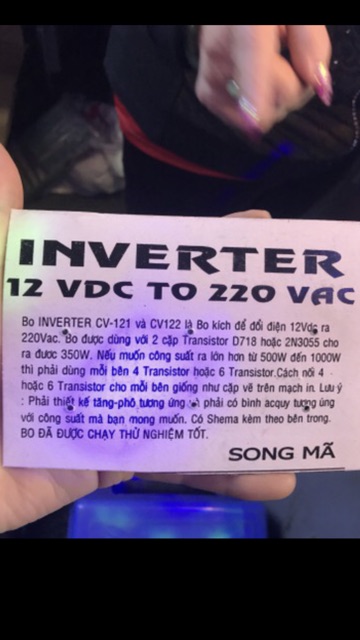 INVERTER
12 VDC TO 220 VAC
Bo INVERTER CV-121 và CV122 là Bo kích để đổi điện 12Vdc ra
220Vac. Bo được dùng với 2 cặp Transistor D718 hoặc 2N3055 cho
ra được 350W. Nếu muốn công suất ra lớn hơn từ 500W đến 1000W
thì phải dùng mỗi bên 4 Transistor hoặc 6 Transistor.Cách nối 4
hoặc 6 Transistor cho mỗi bên giống như cặp vẽ trên mạch in. Lưu ý
: Phải thiết kế tăng-phô tương ứng và phải có bình acquy tương ứng
với công suất mà bạn mong muốn. Có Shema kèm theo bên trong.
BO ĐÃ ĐƯỢC CHẠY THỬ NGHIỆM TỐT.
SONG MÃ